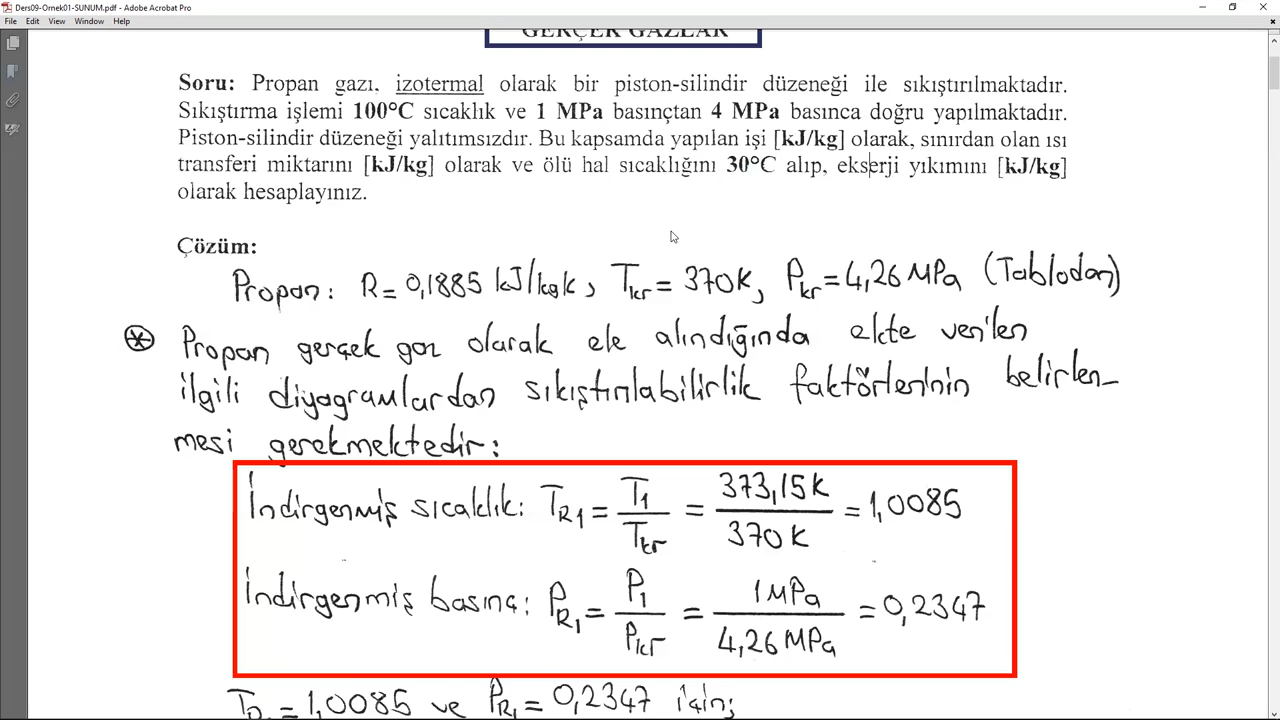 Ders09-Ornek01-SUNUM.pdf - Adobe Acrobat Pro
File Edit View Window Help
GERÇEK GAZLAR
Soru: Propan gazı, izotermal olarak bir piston-silindir düzeneği ile sıkıştırılmaktadır.
Sıkıştırma işlemi 100°C sıcaklık ve 1 MPa basınçtan 4 MPa basınca doğru yapılmaktadır.
Piston-silindir düzeneği yalıtımsızdır. Bu kapsamda yapılan işi [kJ/kg] olarak, sınırdan olan ısı
transferi miktarını [kJ/kg] olarak ve ölü hal sıcaklığını 30°C alıp, ekserji yıkımını [kJ/kg]
olarak hesaplayınız.
Çözüm:
Propan: R = 0,1885 kJ/kgK, Tkr = 370K, Pkr = 4,26 MPa (Tablodan)
Propan gerçek gaz olarak ele alındığında ekte verilen
ilgili diyagramlardan sıkıştırılabilirlik faktörlerinin belirlen-
mesi gerekmektedir:
İndirgenmiş sıcaklık: TR1 = T1/Tkr = 373,15K/370K = 1,0085
İndirgenmiş basınç: PR1 = P1/Pkr = 1MPa/4,26MPa = 0,2347
TR1 = 1,0085 ve PR1 = 0,2347 için;